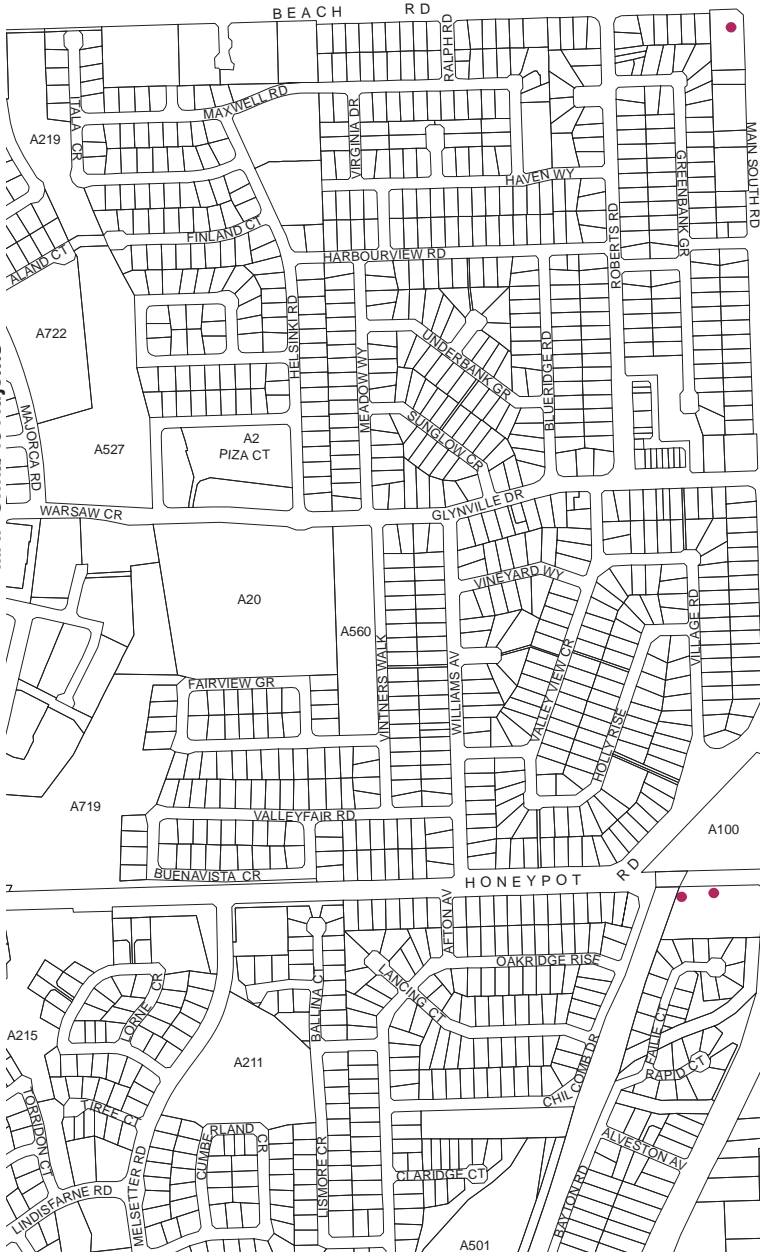 BEACH RD
RALPH RD
TALA CR
MAXWELL RD
VIRGINIA DR
A219
MAIN SOUTH RD
GREENBANK GR
HAVEN WY
ROBERTS RD
FINLAND CT
ALAND CT
HARBOURVIEW RD
HELSINKI RD
A722
UNDERBANK GR
BLUERIDGE RD
MEADOW WY
MAJORCA RD
SUNGLOW CR
A2
PIZA CT
A527
WARSAW CR
GLYNVILLE DR
VINEYARD WY
A20
A560
VINTNERS WALK
WILLIAMS AV
VALLEY VIEW CR
VILLAGE RD
HOLLY RISE
FAIRVIEW GR
A719
VALLEYFAIR RD
A100
BUENAVISTA CR
HONEYPOT RD
AFTON AV
OAKRIDGE RISE
LANCING CT
LORNE CR
BALLINA CT
A215
A211
FAILIE CT
RAPID CT
CHILCOMB DR
TORRIDON CT
TIREE CT
CUMBERLAND CR
MELSETTER RD
LISMORE CR
ALVESTON AV
CLARIDGE CT
LINDISFARNE RD
BATTON RD
A501